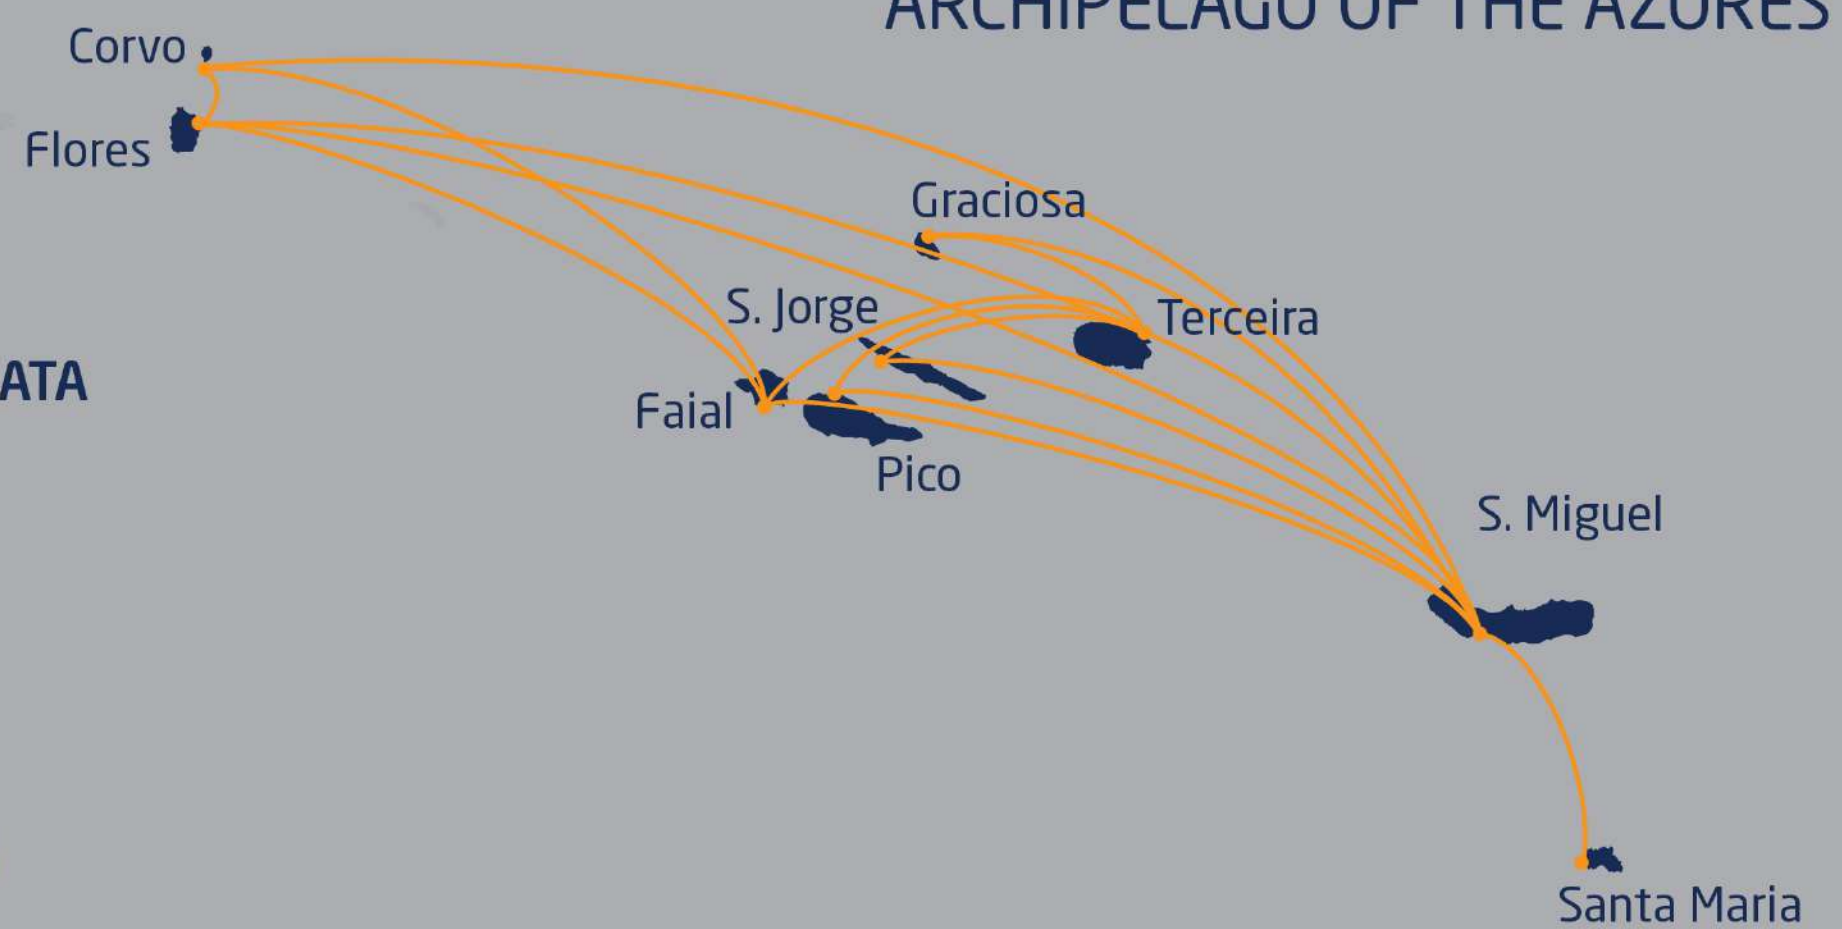 ARCHIPELAGO OF THE AZORES
Corvo
Flores
Graciosa
S. Jorge
Terceira
ATA
Faial
Pico
S. Miguel
Santa Maria